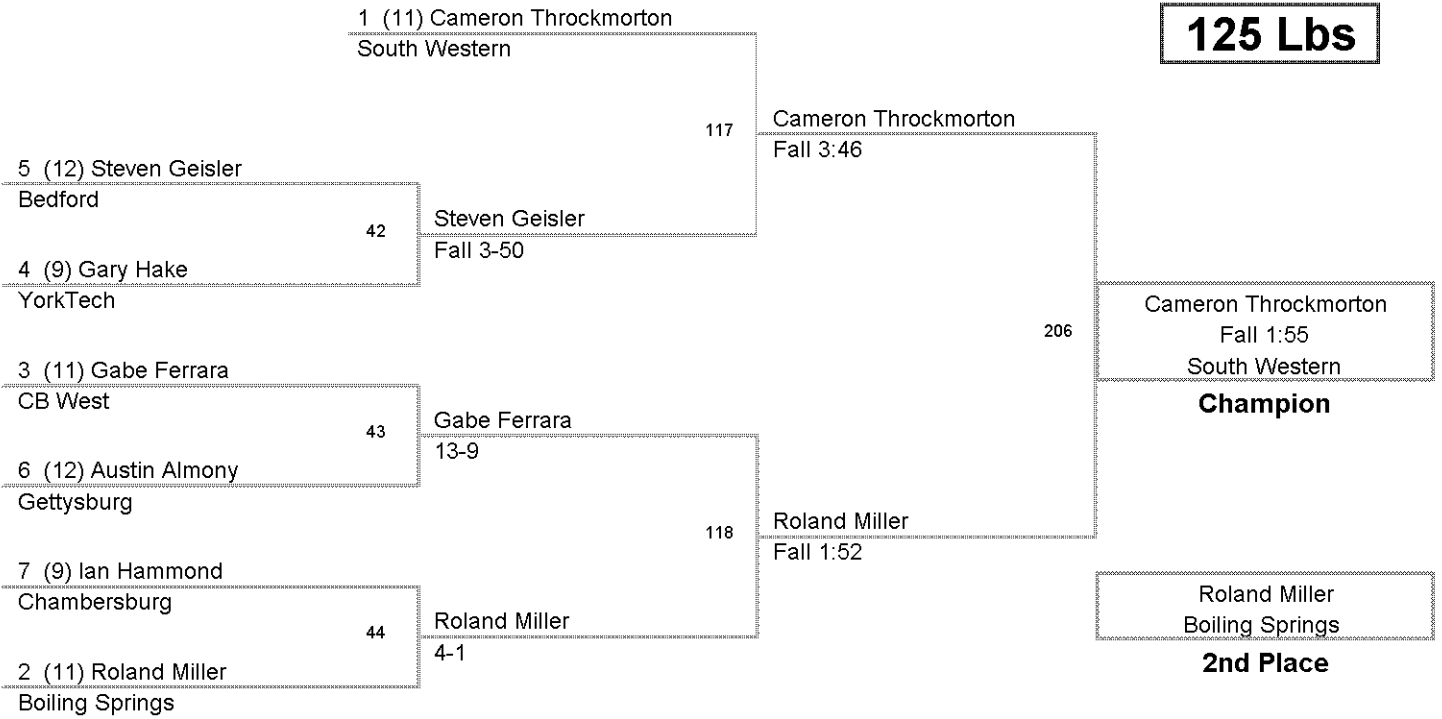 1 (11) Cameron Throckmorton
South Western
125 Lbs
117
Cameron Throckmorton
Fall 3:46
5 (12) Steven Geisler
Bedford
42
Steven Geisler
Fall 3-50
4 (9) Gary Hake
YorkTech
206
Cameron Throckmorton
Fall 1:55
South Western
Champion
3 (11) Gabe Ferrara
CB West
43
Gabe Ferrara
13-9
6 (12) Austin Almony
Gettysburg
118
Roland Miller
Fall 1:52
7 (9) Ian Hammond
Chambersburg
44
Roland Miller
4-1
2 (11) Roland Miller
Boiling Springs
Roland Miller
Boiling Springs
2nd Place